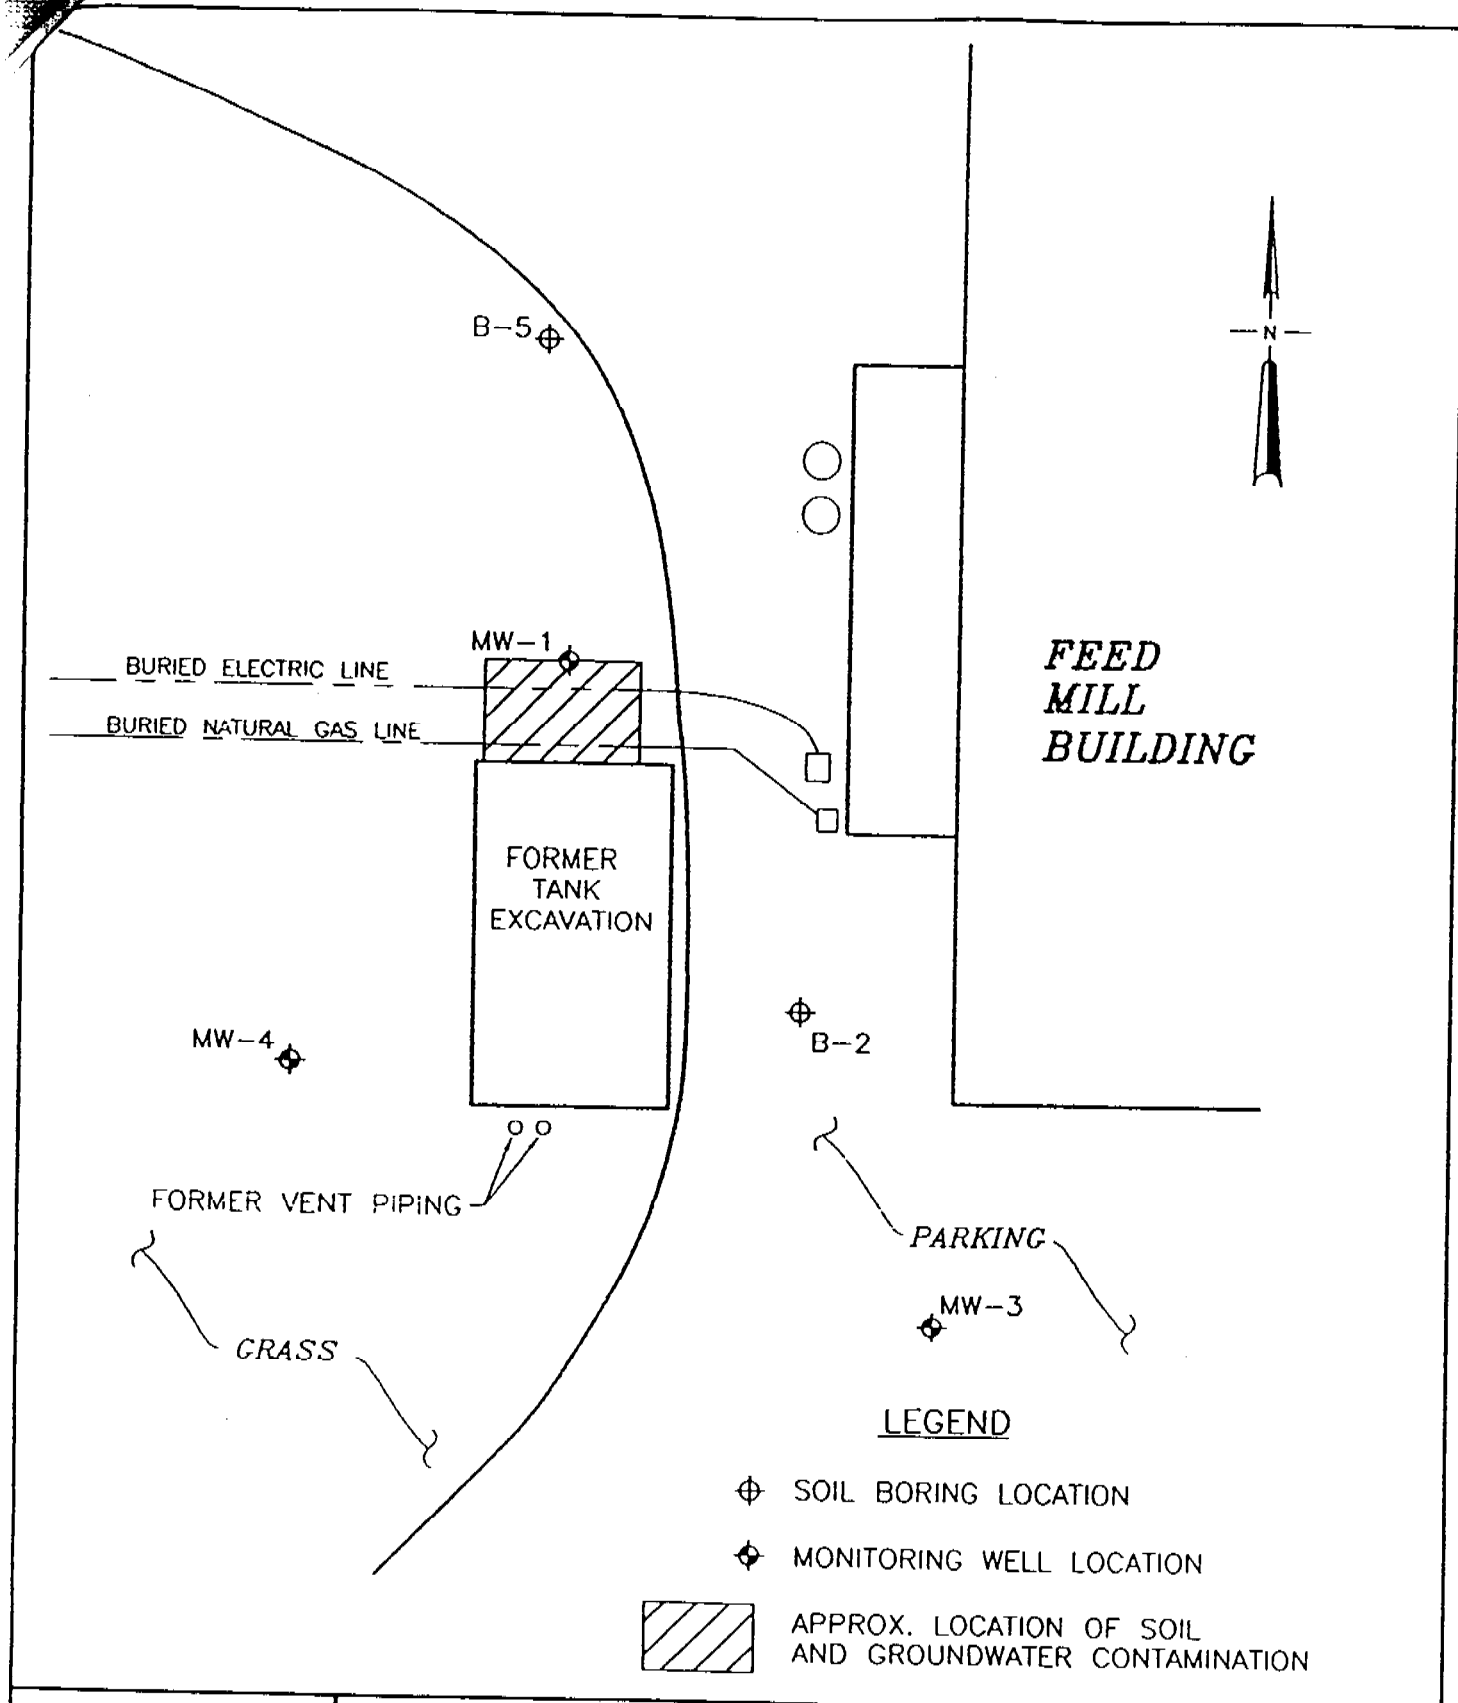 B-5
N
MW-1
BURIED ELECTRIC LINE
BURIED NATURAL GAS LINE
FEED
MILL
BUILDING
FORMER
TANK
EXCAVATION
MW-4
B-2
FORMER VENT PIPING
PARKING
MW-3
GRASS
LEGEND
SOIL BORING LOCATION
MONITORING WELL LOCATION
APPROX. LOCATION OF SOIL
AND GROUNDWATER CONTAMINATION